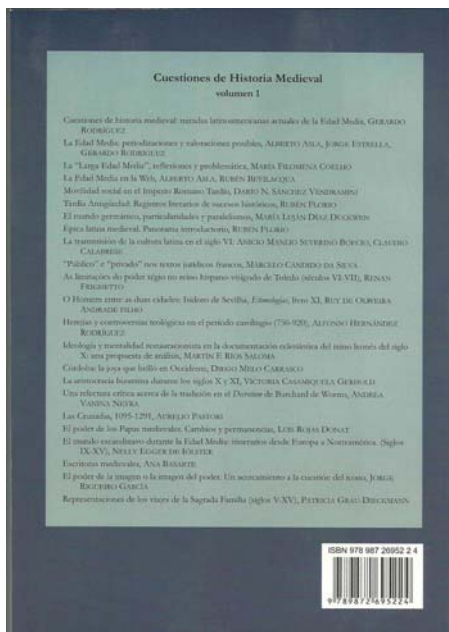 Cuestiones de Historia Medieval
volumen 1
Cuestiones de historia medieval: miradas latinoamericanas actuales de la Edad Media, GERARDO
RODRÍGUEZ
La Edad Media: periodizaciones y valoraciones posibles, ALBERTO ASLA, JORGE ESTRELLA,
GERARDO RODRÍGUEZ
La "Larga Edad Media", reflexiones y problemática, MARÍA FILOMENA COELHO
La Edad Media en la Web, ALBERTO ASLA, RUBÉN BEVILACQUA
Movilidad social en el Imperio Romano Tardío, DARÍO N. SÁNCHEZ VENDRAMINI
Tardía Antigüedad: Registros literarios de sucesos históricos, RUBÉN FLORIO
El mundo germánico, particularidades y paralelismos, MARÍA LUJÁN DÍAZ DUCKWEN
Épica latina medieval. Panorama introductorio, RUBÉN FLORIO
La transmisión de la cultura latina en el siglo VI: ANICIO MANLIO SEVERINO BOECIO, CLAUDIO
CALABRESE
"Público" e "privado" nos textos jurídicos francos, MARCELO CANDIDO DA SILVA
As limitações do poder régio no reino hispano-visigodo de Toledo (séculos VI-VII), RENAN
FRIGHETTO
O Homem entre as duas cidades: Isidoro de Sevilha, Etimologias, livro XI, RUY DE OLIVEIRA
ANDRADE FILHO
Herejías y controversias teológicas en el período carolingio (750-920), ALFONSO HERNÁNDEZ
RODRÍGUEZ
Ideología y mentalidad restauracionista en la documentación eclesiástica del reino leonés del siglo
X: una propuesta de análisis, MARTÍN F. RÍOS SALOMA
Córdoba: la joya que brilló en Occidente, DIEGO MELO CARRASCO
La aristocracia bizantina durante los siglos X y XI, VICTORIA CASAMIQUELA GERHOLD
Una relectura crítica acerca de la tradición en el Decretum de Burchard de Worms, ANDREA
VANINA NEYRA
Las Cruzadas, 1095-1291, AURELIO PASTORI
El poder de los Papas medievales. Cambios y permanencias, LUIS ROJAS DONAT
El mundo escandinavo durante la Edad Media: itinerarios desde Europa a Norteamérica. (Siglos
IX-XV), NELLY EGGER DE IÖLSTER
Escritoras medievales, ANA BASARTE
El poder de la imagen o la imagen del poder. Un acercamiento a la cuestión del icono, JORGE
RIGUEIRO GARCÍA
Representaciones de los viajes de la Sagrada Familia (siglos V-XV), PATRICIA GRAU-DIECKMANN
ISBN 978 987 26952 2 4
9 789872 695224